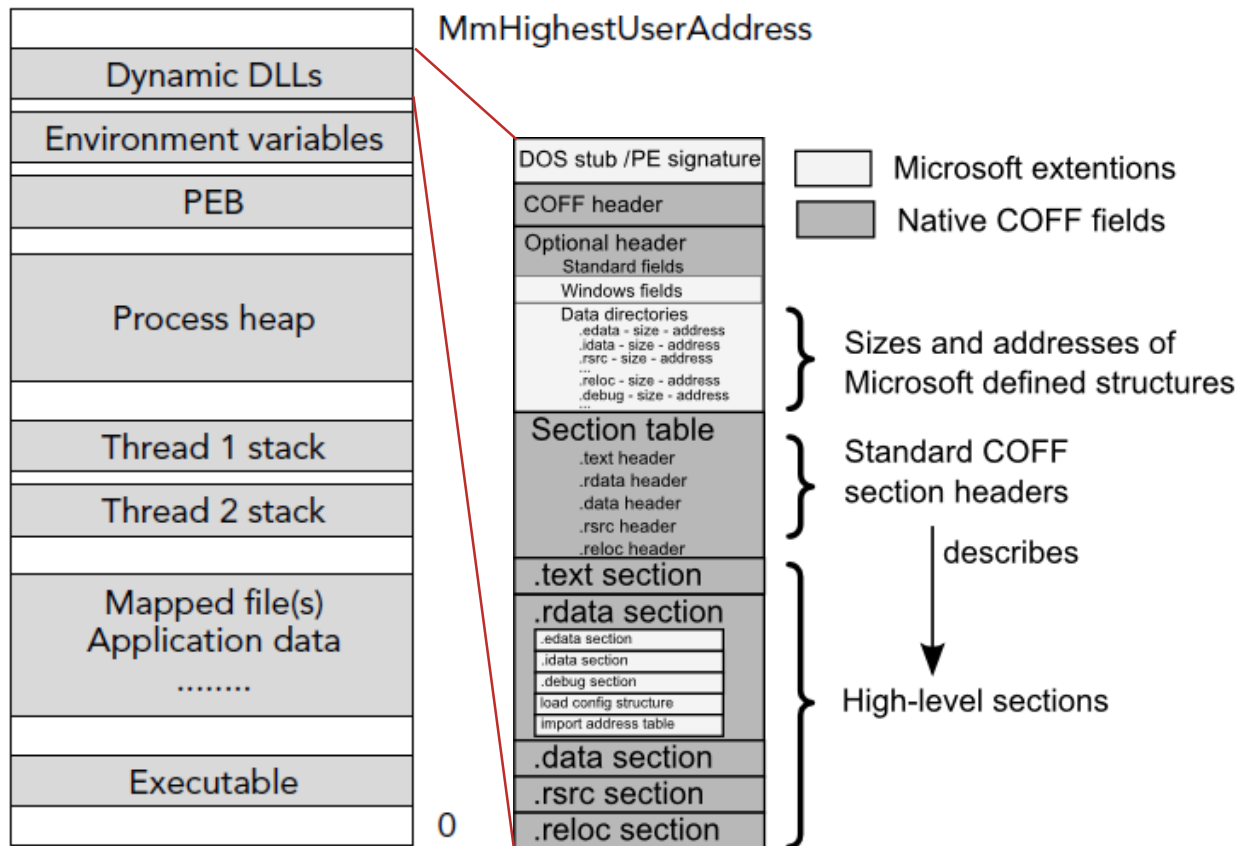 MmHighestUserAddress
Dynamic DLLs
Environment variables
PEB
Process heap
Thread 1 stack
Thread 2 stack
Mapped file(s)
Application data
........
Executable
0
DOS stub /PE signature
COFF header
Optional header
Standard fields
Windows fields
Data directories
.edata - size - address
.idata - size - address
.rsrc - size - address
...
.reloc - size - address
.debug - size - address
...
Section table
.text header
.rdata header
.data header
.rsrc header
.reloc header
.text section
.rdata section
.edata section
.idata section
.debug section
load config structure
import address table
.data section
.rsrc section
.reloc section
Microsoft extentions
Native COFF fields
Sizes and addresses of
Microsoft defined structures
Standard COFF
section headers
describes
High-level sections